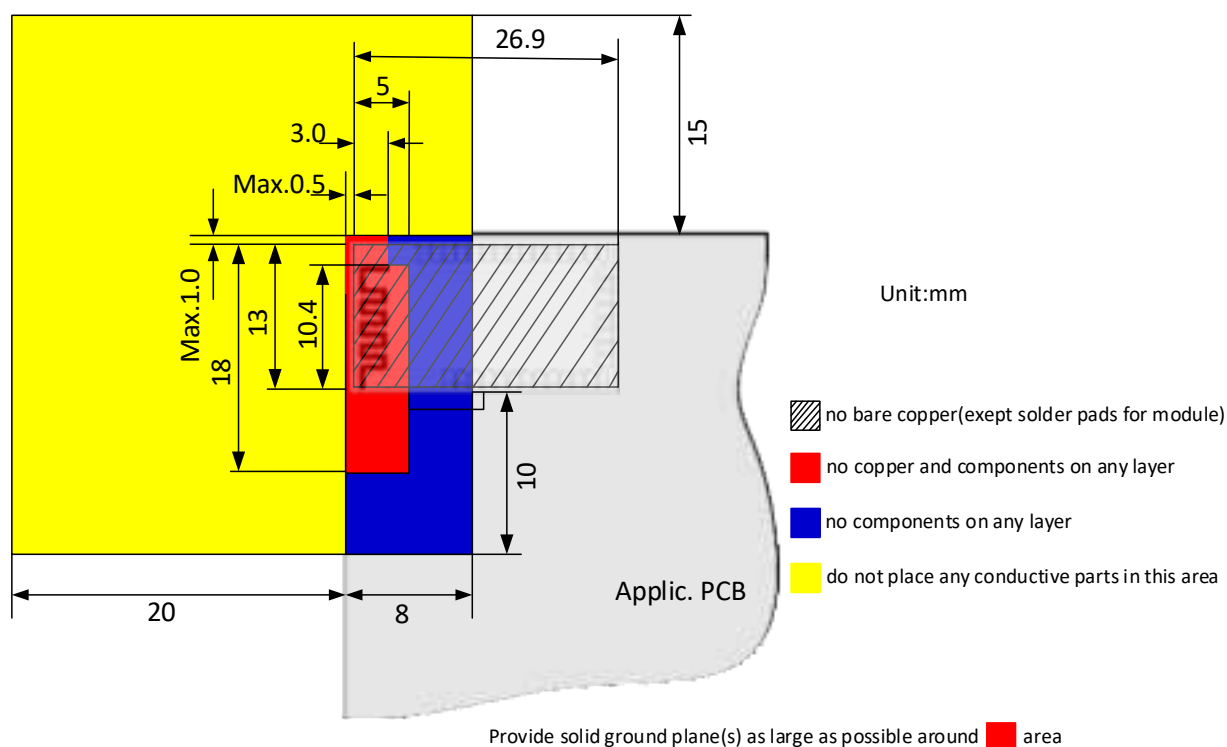 26.9
5
3.0
15
Max.0.5
Max.1.0
13
10.4
18
Unit:mm
no bare copper(exept solder pads for module)
no copper and components on any layer
10
no components on any layer
do not place any conductive parts in this area
Applic. PCB
20
8
Provide solid ground plane(s) as large as possible around area